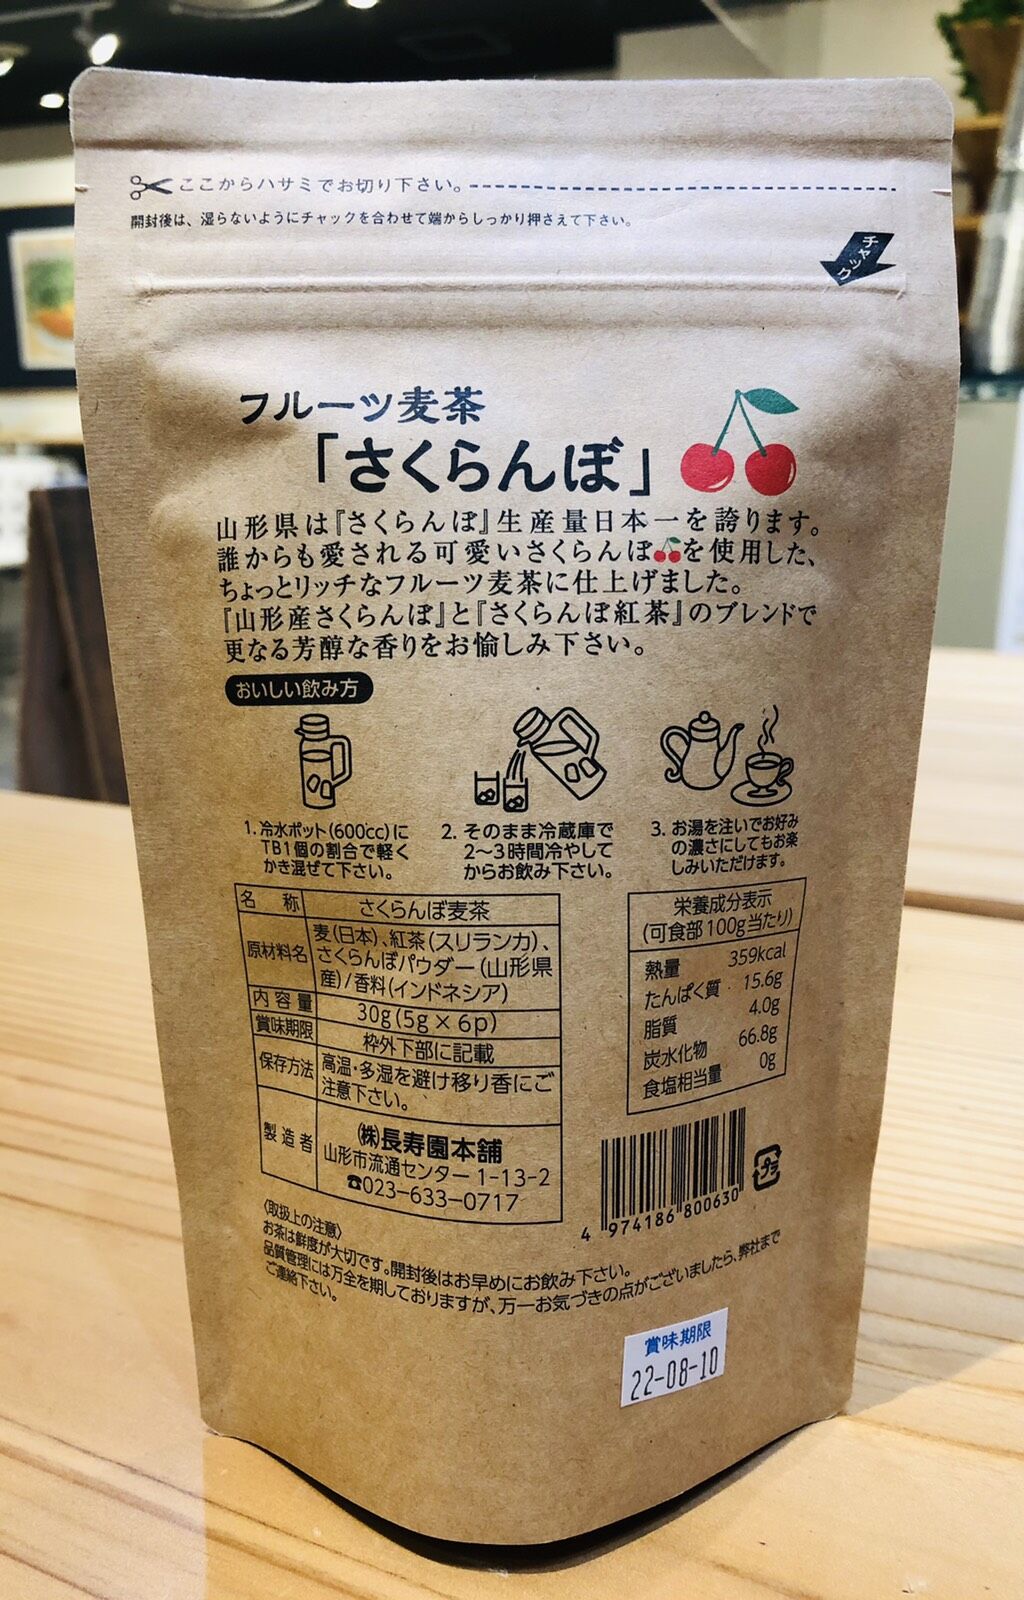 ここからハサミでお切り下さい。
開封後は、湿らないようにチャックを合わせて端からしっかり押さえて下さい。
チャック
フルーツ麦茶
「さくらんぼ」
山形県は『さくらんぼ』生産量日本一を誇ります。
誰からも愛される可愛いさくらんぼを使用した、
ちょっとリッチなフルーツ麦茶に仕上げました。
『山形産さくらんぼ』と『さくらんぼ紅茶』のブレンドで
更なる芳醇な香りをお愉しみ下さい。
おいしい飲み方
1. 冷水ポット(600cc)に
TB1個の割合で軽く
かき混ぜて下さい。
2. そのまま冷蔵庫で
2〜3時間冷やして
からお飲み下さい。
3. お湯を注いでお好み
の濃さにしてもお楽
しみいただけます。
名 称 さくらんぼ麦茶
原材料名 麦(日本)、紅茶(スリランカ)、
さくらんぼパウダー(山形県
産)/香料(インドネシア)
内容量 30g(5g×6p)
賞味期限 枠外下部に記載
保存方法 高温・多湿を避け移り香にご
注意下さい。
製造者 ㈱長寿園本舗
山形市流通センター 1-13-2
☎023-633-0717
栄養成分表示
(可食部100g当たり)
熱量 359kcal
たんぱく質 15.6g
脂質 4.0g
炭水化物 66.8g
食塩相当量 0g
4 974186 800630
プラ
〈取扱上の注意〉
お茶は鮮度が大切です。開封後はお早めにお飲み下さい。
品質管理には万全を期しておりますが、万一お気づきの点がございましたら、弊社まで
ご連絡下さい。
賞味期限
22-08-10